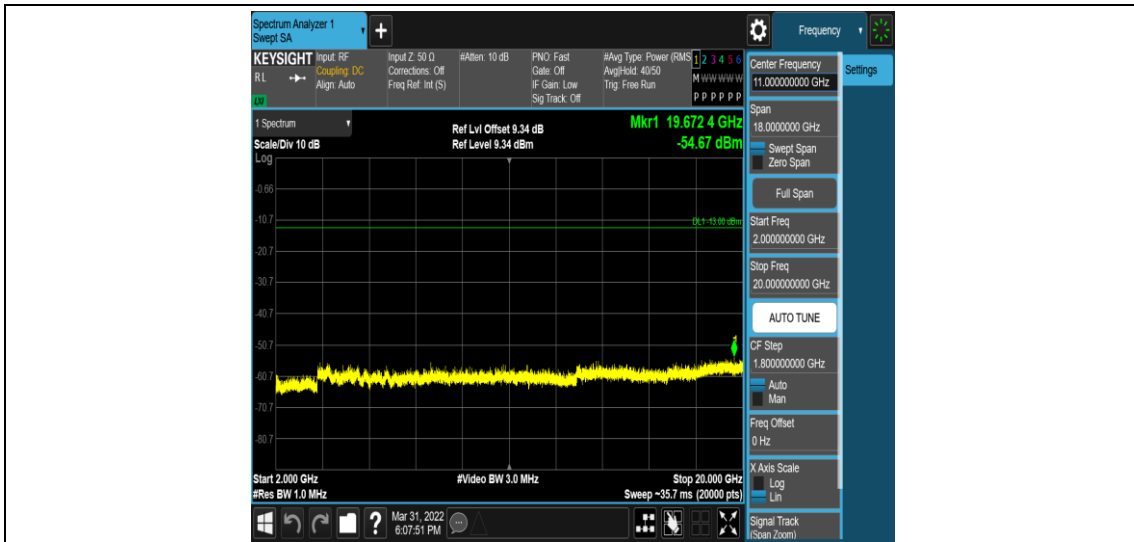 Spectrum Analyzer 1
Swept SA
Frequency
KEYSIGHT
RL
LXI
Input: RF
Coupling: DC
Align: Auto
Input Z: 50 Ω
Corrections: Off
Freq Ref: Int (S)
#Atten: 10 dB
PNO: Fast
Gate: Off
IF Gain: Low
Sig Track: Off
#Avg Type: Power (RMS
Avg|Hold: 40/50
Trig: Free Run
1 2 3 4 5 6
M W W W W W
P P P P P P
1 Spectrum
Scale/Div 10 dB
Log
Ref Lvl Offset 9.34 dB
Ref Level 9.34 dBm
Mkr1 19.672 4 GHz
-54.67 dBm
-0.66
-10.7
DL1 -13.00 dBm
-20.7
-30.7
-40.7
-50.7
1
-60.7
-70.7
-80.7
Start 2.000 GHz
#Res BW 1.0 MHz
#Video BW 3.0 MHz
Stop 20.000 GHz
Sweep ~35.7 ms (20000 pts)
Mar 31, 2022
6:07:51 PM
Center Frequency
11.000000000 GHz
Settings
Span
18.0000000 GHz
Swept Span
Zero Span
Full Span
Start Freq
2.000000000 GHz
Stop Freq
20.000000000 GHz
AUTO TUNE
CF Step
1.800000000 GHz
Auto
Man
Freq Offset
0 Hz
X Axis Scale
Log
Lin
Signal Track
(Span Zoom)